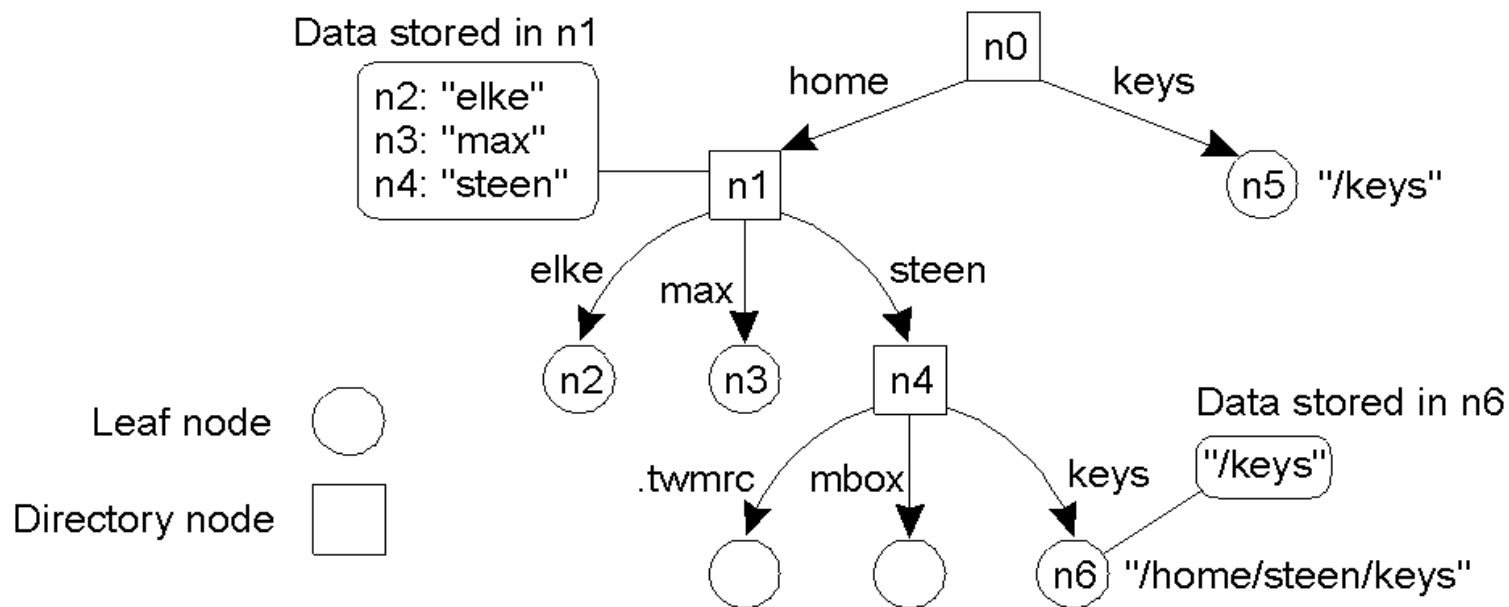 Data stored in n1
n2: "elke"
n3: "max"
n4: "steen"
n0
home
keys
n1
n5
"/keys"
elke
max
steen
n2
n3
n4
Leaf node
Directory node
.twmrc
mbox
keys
Data stored in n6
"/keys"
n6
"/home/steen/keys"